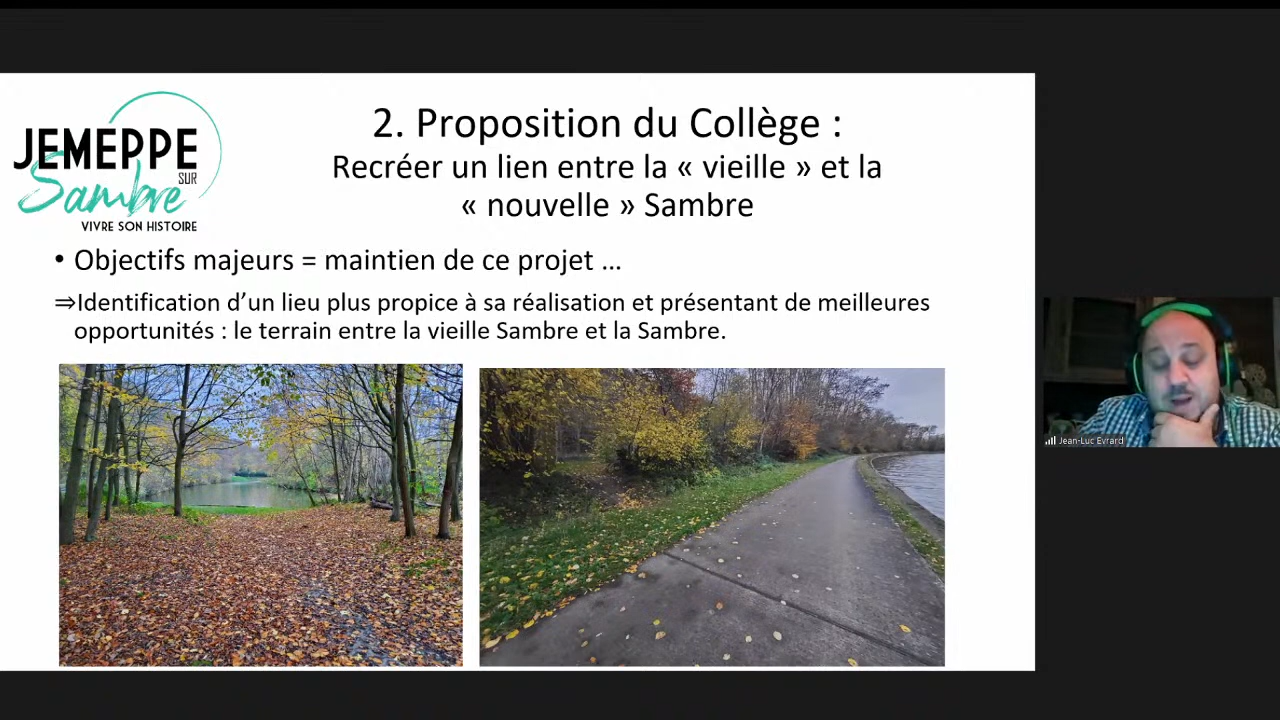 JEMEPPE
SUR
Sambre
VIVRE SON HISTOIRE
2. Proposition du Collège :
Recréer un lien entre la « vieille » et la
« nouvelle » Sambre
• Objectifs majeurs = maintien de ce projet …
⇒Identification d’un lieu plus propice à sa réalisation et présentant de meilleures
opportunités : le terrain entre la vieille Sambre et la Sambre.
Jean-Luc Evrard